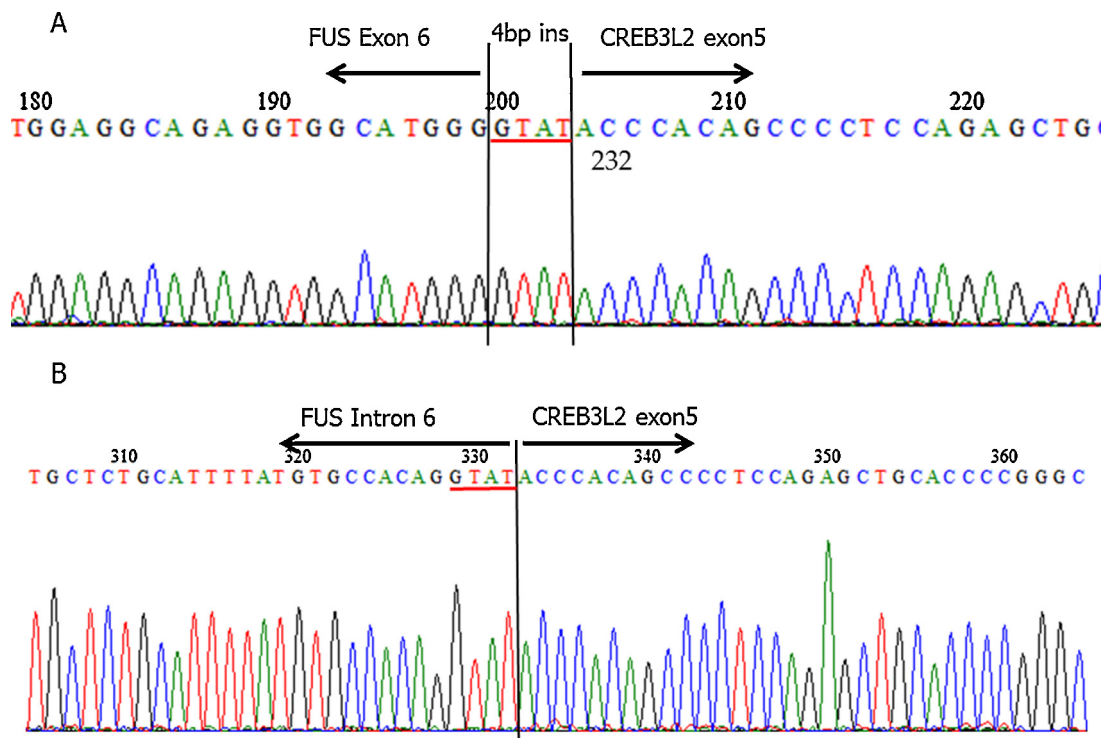 A
FUS Exon 6 4bp ins CREB3L2 exon5
180 190 200 210 220
TGGAGGCAGAGGTGGCATGGGGTATACCCACAGCCCCTCCAGAGCTGC
232
B
FUS Intron 6 CREB3L2 exon5
310 320 330 340 350 360
TGCTCTGCATTTTATGTGCCACAGGTATACCCACAGCCCCTCCAGAGCTGCACCCCGGGC